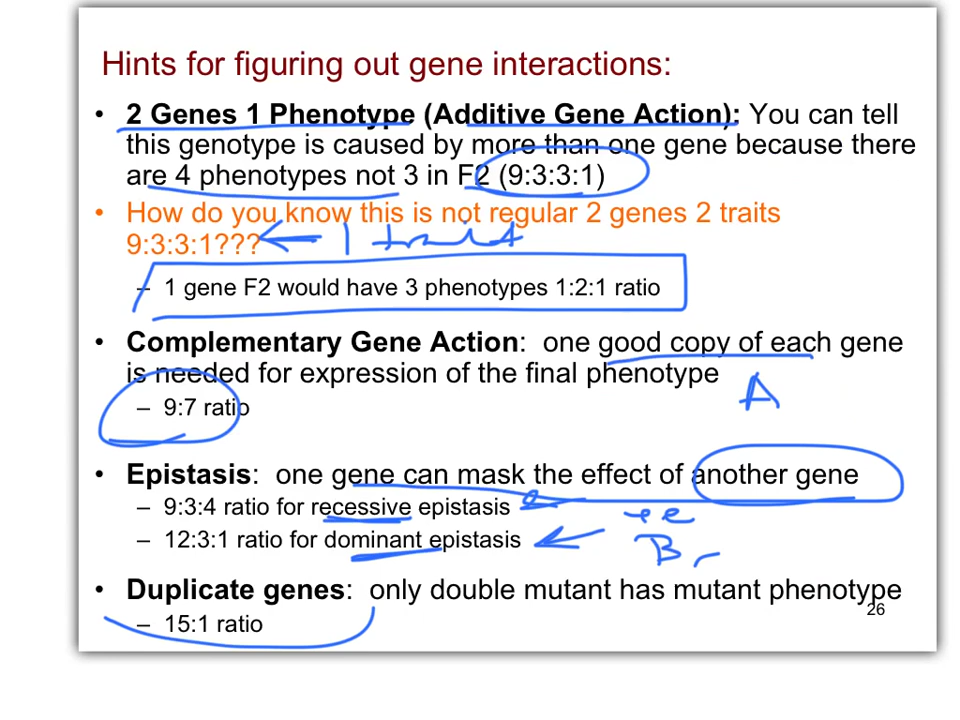 Hints for figuring out gene interactions:
• 2 Genes 1 Phenotype (Additive Gene Action): You can tell
this genotype is caused by more than one gene because there
are 4 phenotypes not 3 in F2 (9:3:3:1)
• How do you know this is not regular 2 genes 2 traits
9:3:3:1??? ← 1 trait
– 1 gene F2 would have 3 phenotypes 1:2:1 ratio
• Complementary Gene Action: one good copy of each gene
is needed for expression of the final phenotype
– 9:7 ratio
A
• Epistasis: one gene can mask the effect of another gene
– 9:3:4 ratio for recessive epistasis
ee
– 12:3:1 ratio for dominant epistasis
B
• Duplicate genes: only double mutant has mutant phenotype
26
– 15:1 ratio